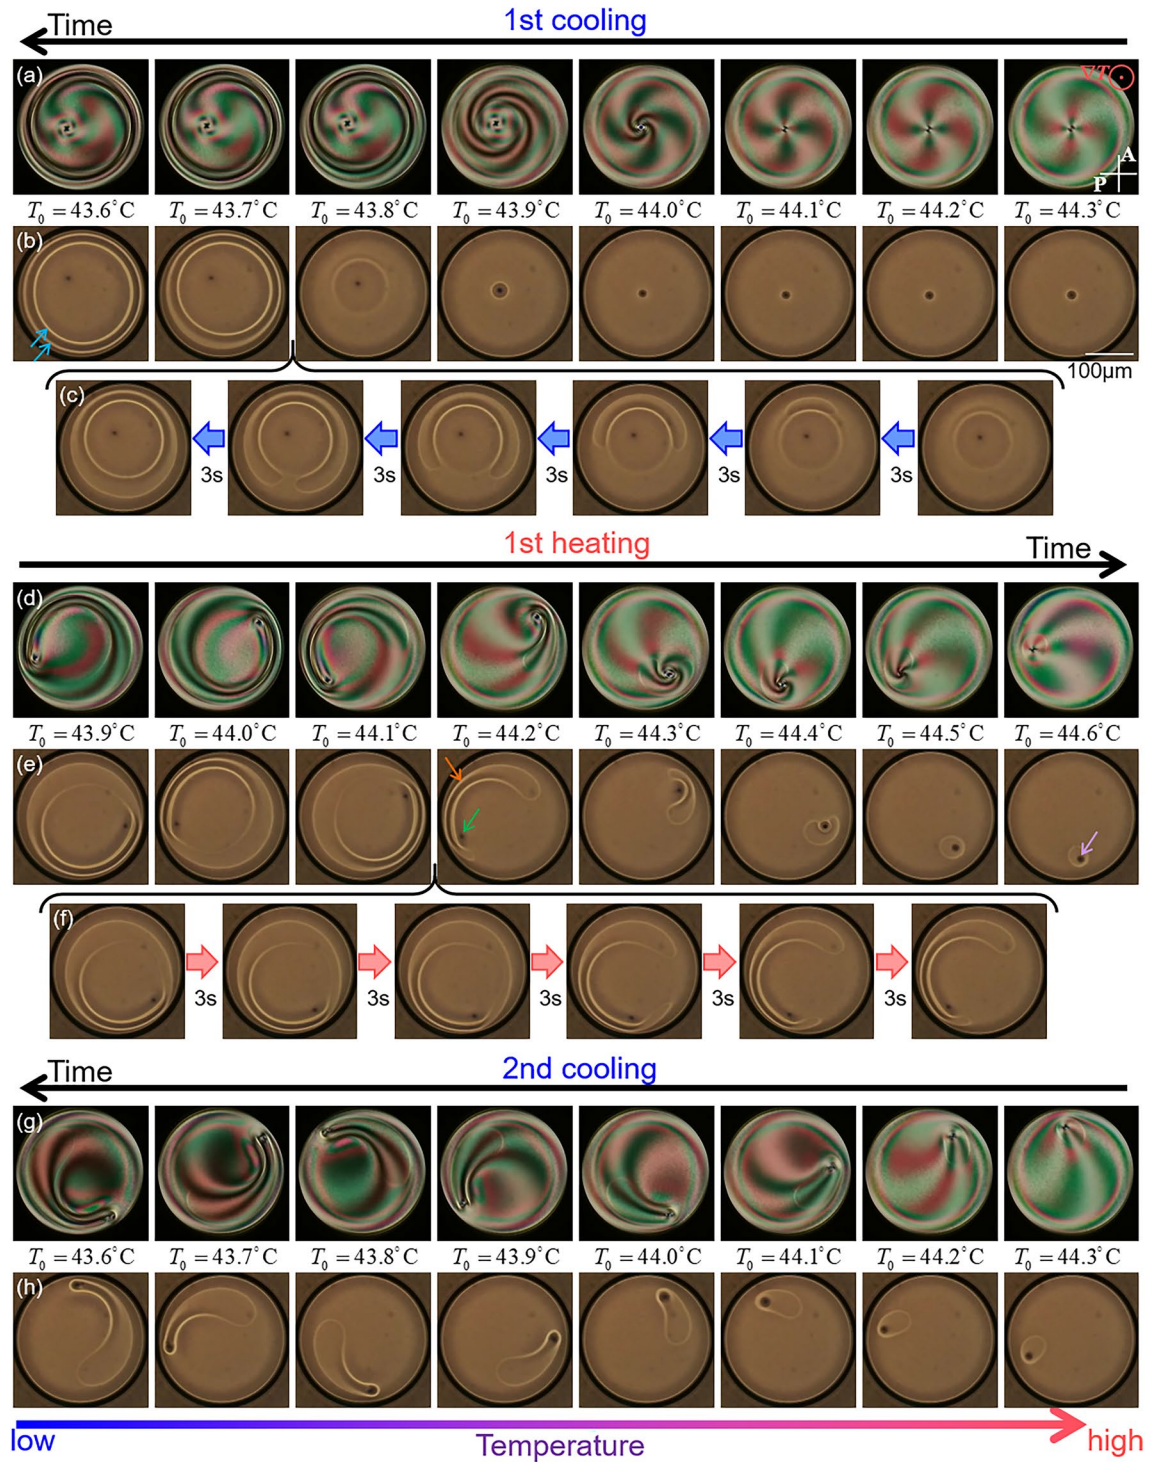 1st cooling
Time
(a)
∇T
A
P
T₀ = 43.6°C T₀ = 43.7°C T₀ = 43.8°C T₀ = 43.9°C T₀ = 44.0°C T₀ = 44.1°C T₀ = 44.2°C T₀ = 44.3°C
(b)
100μm
(c)
3s 3s 3s 3s 3s
1st heating
Time
(d)
T₀ = 43.9°C T₀ = 44.0°C T₀ = 44.1°C T₀ = 44.2°C T₀ = 44.3°C T₀ = 44.4°C T₀ = 44.5°C T₀ = 44.6°C
(e)
(f)
3s 3s 3s 3s 3s
2nd cooling
Time
(g)
T₀ = 43.6°C T₀ = 43.7°C T₀ = 43.8°C T₀ = 43.9°C T₀ = 44.0°C T₀ = 44.1°C T₀ = 44.2°C T₀ = 44.3°C
(h)
low
Temperature
high